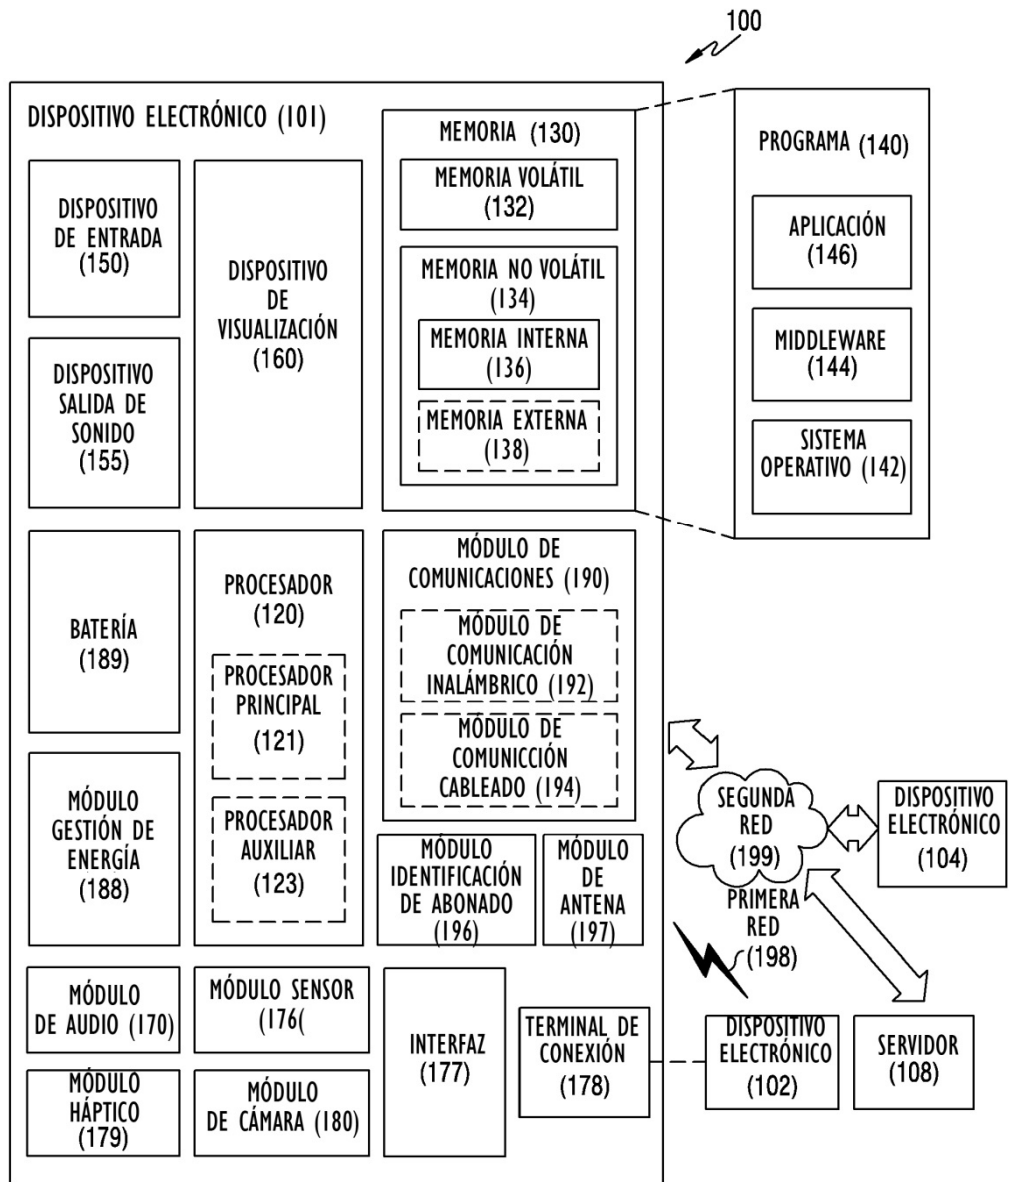 100
DISPOSITIVO ELECTRÓNICO (101)
DISPOSITIVO
DE ENTRADA
(150)
DISPOSITIVO
SALIDA DE
SONIDO
(155)
DISPOSITIVO
DE
VISUALIZACIÓN
(160)
MEMORIA (130)
MEMORIA VOLÁTIL
(132)
MEMORIA NO VOLÁTIL
(134)
MEMORIA INTERNA
(136)
MEMORIA EXTERNA
(138)
PROGRAMA (140)
APLICACIÓN
(146)
MIDDLEWARE
(144)
SISTEMA
OPERATIVO (142)
BATERÍA
(189)
MÓDULO
GESTIÓN DE
ENERGÍA
(188)
PROCESADOR
(120)
PROCESADOR
PRINCIPAL
(121)
PROCESADOR
AUXILIAR
(123)
MÓDULO DE
COMUNICACIONES (190)
MÓDULO DE
COMUNICACIÓN
INALÁMBRICO (192)
MÓDULO DE
COMUNICCIÓN
CABLEADO (194)
MÓDULO
IDENTIFICACIÓN
DE ABONADO
(196)
MÓDULO
DE
ANTENA
(197)
SEGUNDA
RED
(199)
DISPOSITIVO
ELECTRÓNICO
(104)
PRIMERA
RED
(198)
MÓDULO
DE AUDIO (170)
MÓDULO SENSOR
(176(
MÓDULO
HÁPTICO
(179)
MÓDULO
DE CÁMARA (180)
INTERFAZ
(177)
TERMINAL DE
CONEXIÓN
(178)
DISPOSITIVO
ELECTRÓNICO
(102)
SERVIDOR
(108)